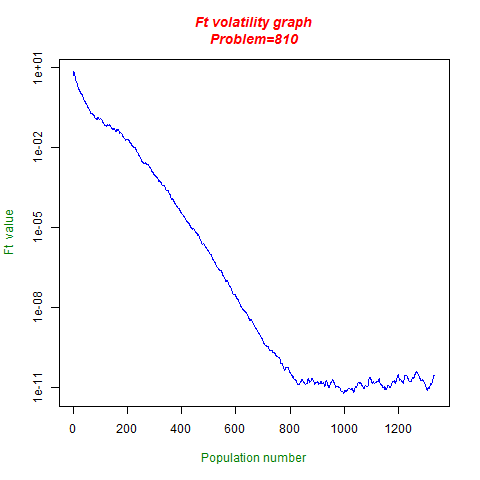 Ft volatility graph
Problem=810
1e+01
1e-02
1e-05
1e-08
1e-11
Ft value
0 200 400 600 800 1000 1200
Population number